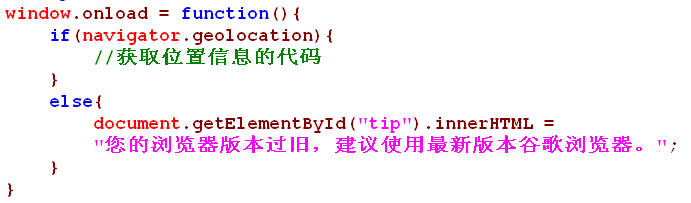 window.onload = function(){
if(navigator.geolocation){
//获取位置信息的代码
}
else{
document.getElementById("tip").innerHTML =
"您的浏览器版本过旧，建议使用最新版本谷歌浏览器。";
}
}